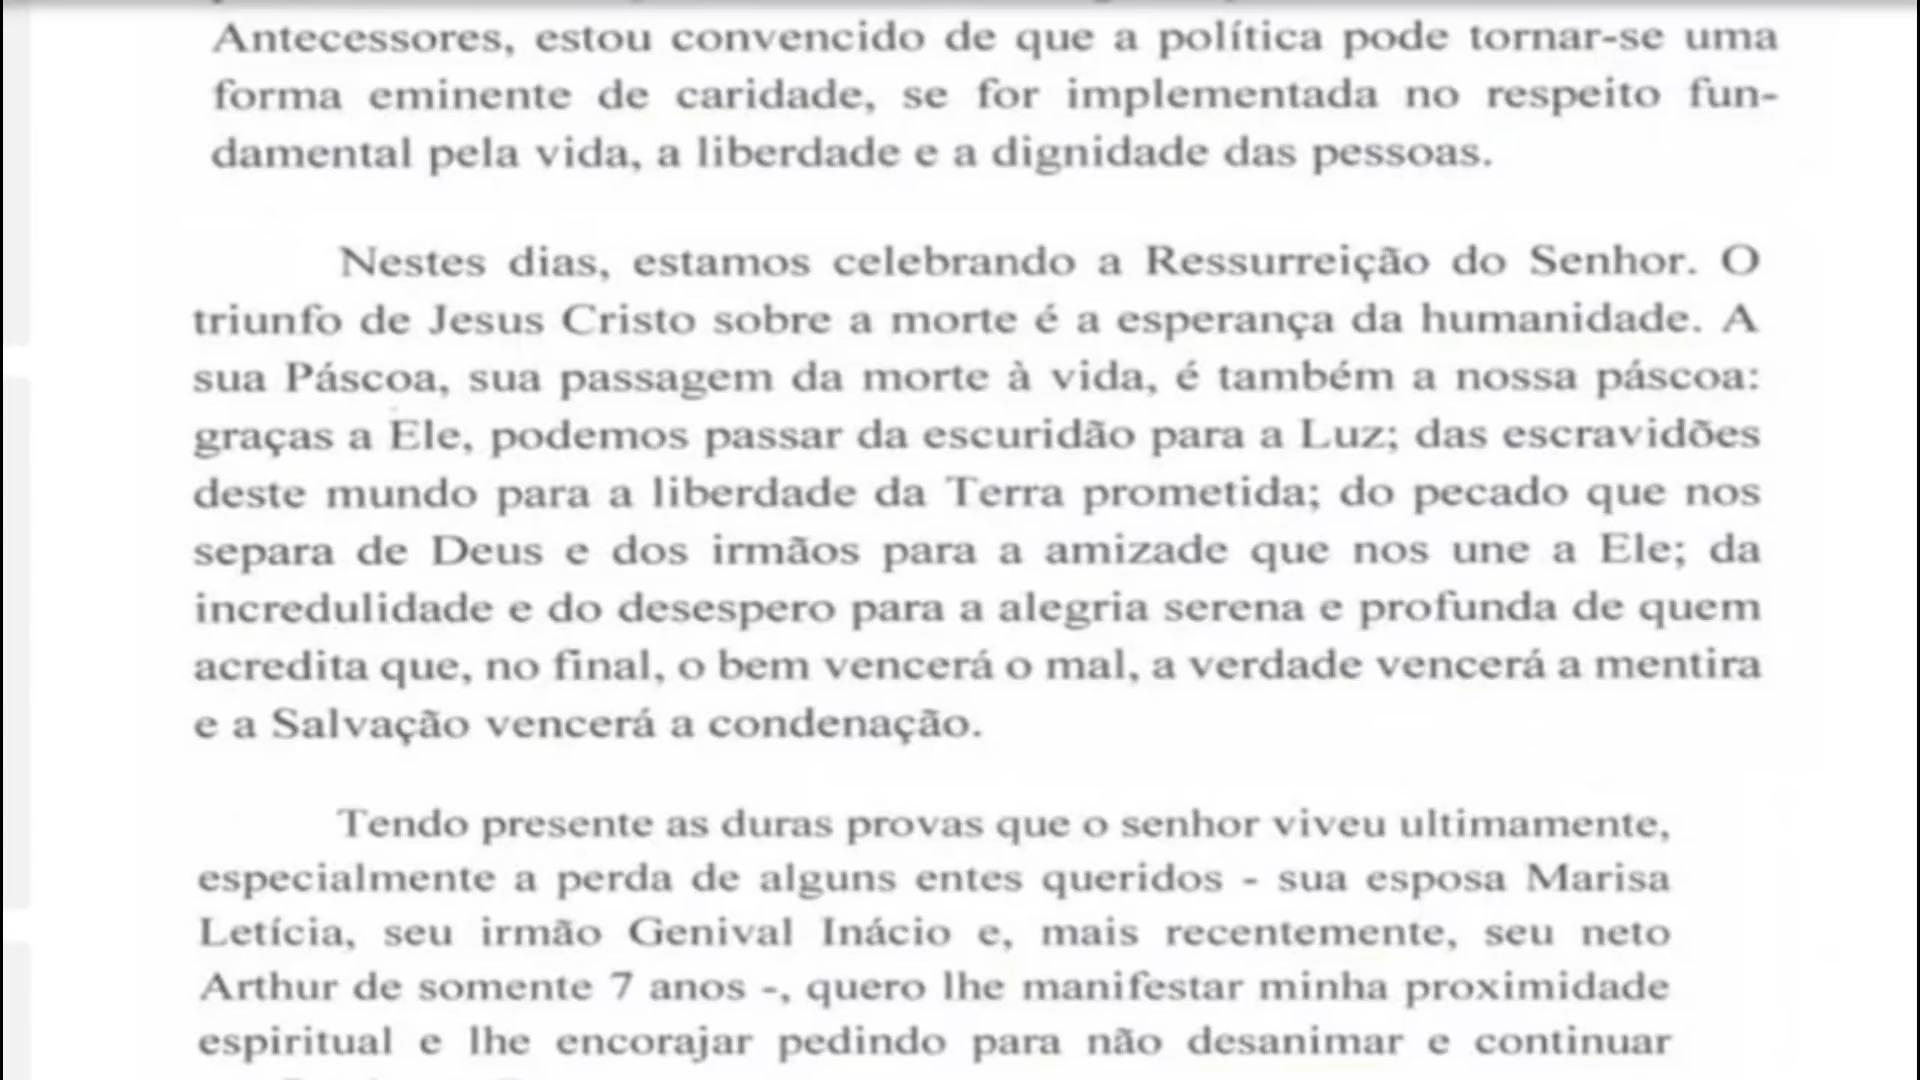 Antecessores, estou convencido de que a política pode tornar-se uma
forma eminente de caridade, se for implementada no respeito fun-
damental pela vida, a liberdade e a dignidade das pessoas.
Nestes dias, estamos celebrando a Ressurreição do Senhor. O
triunfo de Jesus Cristo sobre a morte é a esperança da humanidade. A
sua Páscoa, sua passagem da morte à vida, é também a nossa páscoa:
graças a Ele, podemos passar da escuridão para a Luz; das escravidões
deste mundo para a liberdade da Terra prometida; do pecado que nos
separa de Deus e dos irmãos para a amizade que nos une a Ele; da
incredulidade e do desespero para a alegria serena e profunda de quem
acredita que, no final, o bem vencerá o mal, a verdade vencerá a mentira
e a Salvação vencerá a condenação.
Tendo presente as duras provas que o senhor viveu ultimamente,
especialmente a perda de alguns entes queridos - sua esposa Marisa
Letícia, seu irmão Genival Inácio e, mais recentemente, seu neto
Arthur de somente 7 anos -, quero lhe manifestar minha proximidade
espiritual e lhe encorajar pedindo para não desanimar e continuar